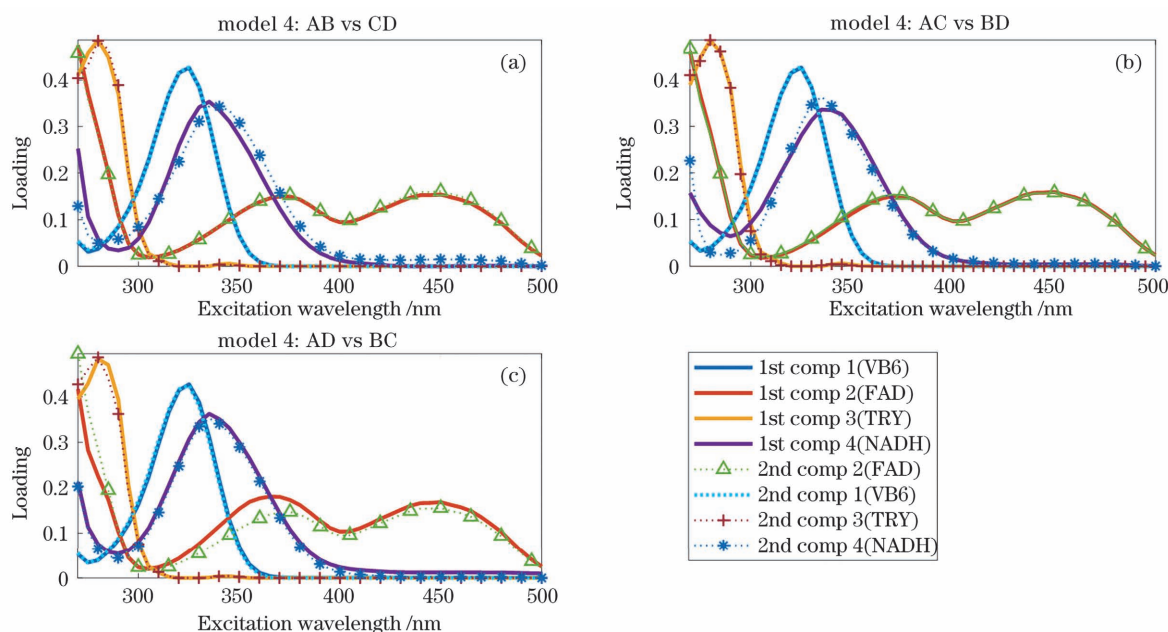 model 4: AB vs CD
(a)
0.4
0.3
0.2
0.1
0
Loading
300
350
400
450
500
Excitation wavelength /nm
model 4: AC vs BD
(b)
0.4
0.3
0.2
0.1
0
Loading
300
350
400
450
500
Excitation wavelength /nm
model 4: AD vs BC
(c)
0.4
0.3
0.2
0.1
0
Loading
300
350
400
450
500
Excitation wavelength /nm
1st comp 1(VB6)
1st comp 2(FAD)
1st comp 3(TRY)
1st comp 4(NADH)
2nd comp 2(FAD)
2nd comp 1(VB6)
2nd comp 3(TRY)
2nd comp 4(NADH)